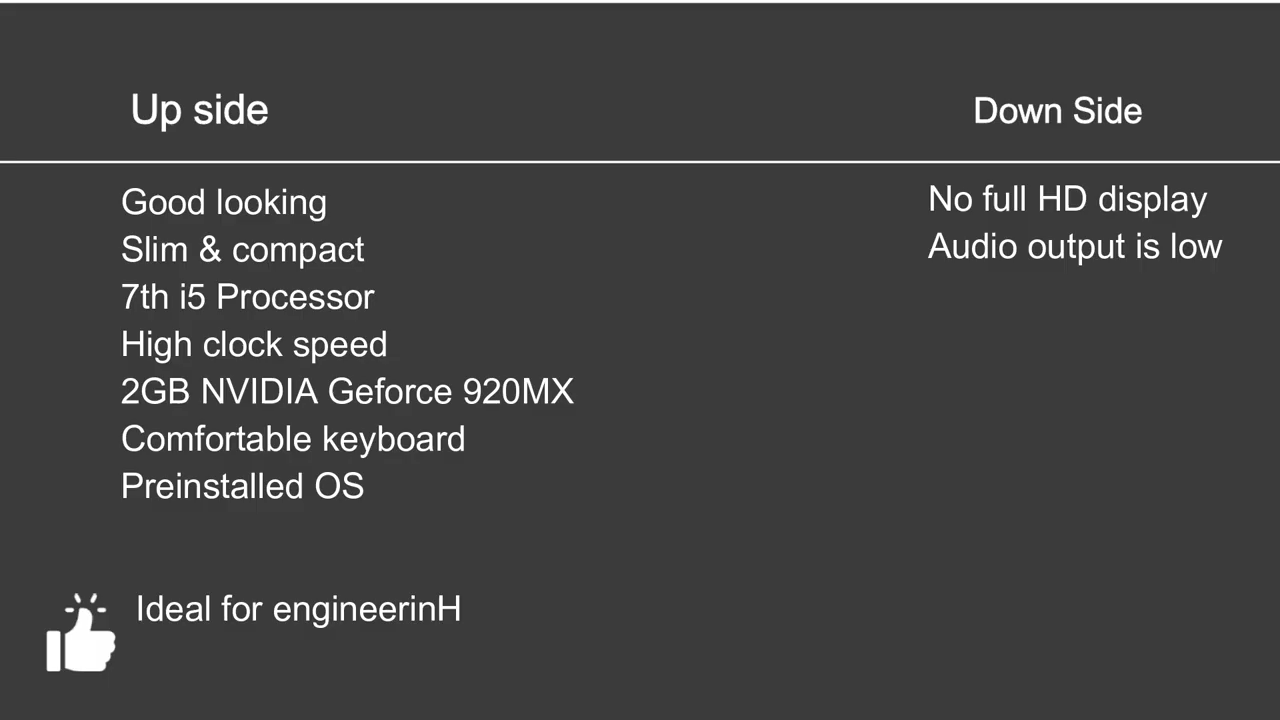 Up side
Down Side
Good looking
Slim & compact
7th i5 Processor
High clock speed
2GB NVIDIA Geforce 920MX
Comfortable keyboard
Preinstalled OS
No full HD display
Audio output is low
Ideal for engineerinH